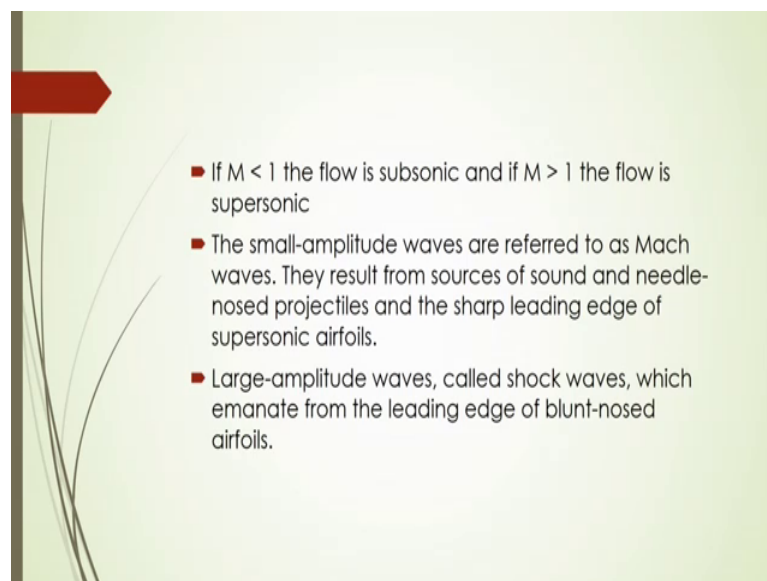 If M < 1 the flow is subsonic and if M > 1 the flow is
supersonic
The small-amplitude waves are referred to as Mach
waves. They result from sources of sound and needle-
nosed projectiles and the sharp leading edge of
supersonic airfoils.
Large-amplitude waves, called shock waves, which
emanate from the leading edge of blunt-nosed
airfoils.